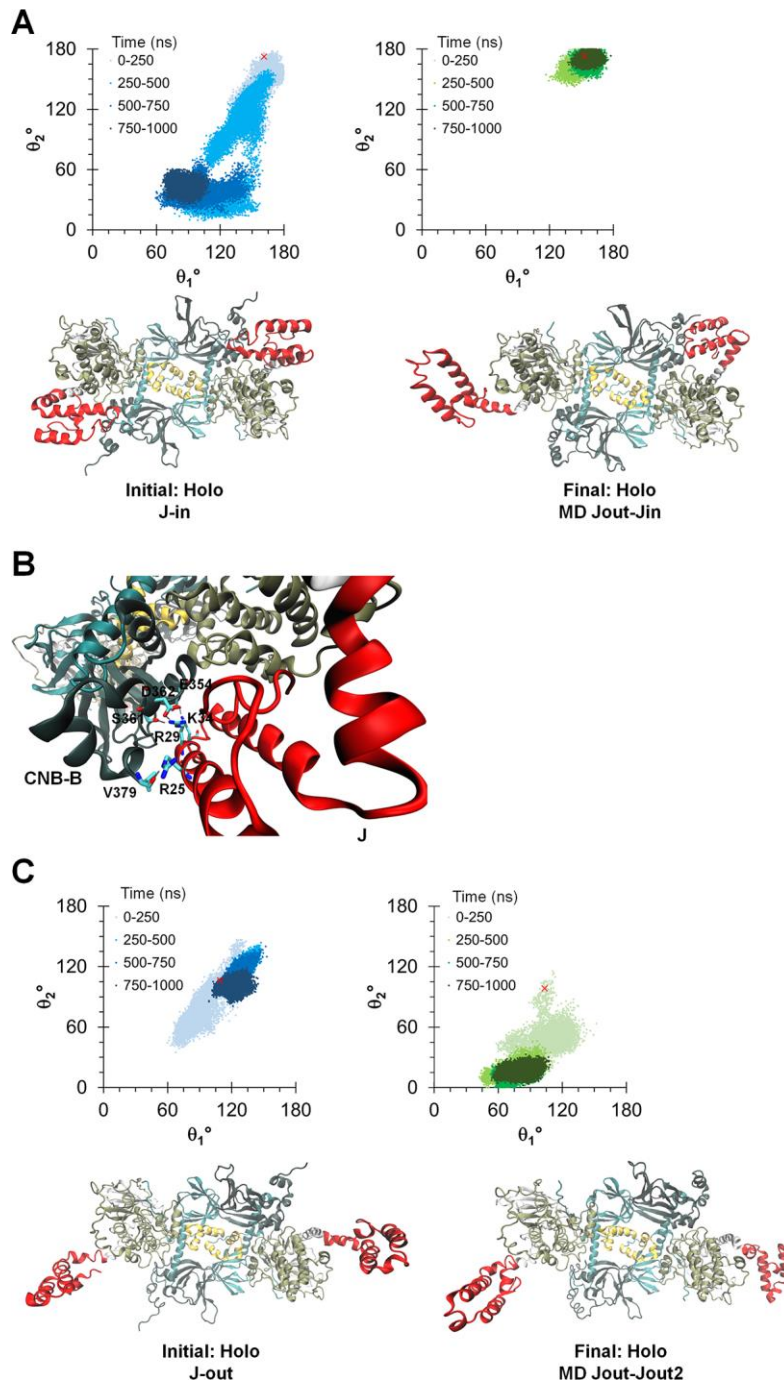 A
180
120
60
0
θ2°
Time (ns)
0-250
250-500
500-750
750-1000
0 60 120 180
θ1°
180
120
60
0
θ2°
Time (ns)
0-250
250-500
500-750
750-1000
0 60 120 180
θ1°
Initial: Holo
J-in
Final: Holo
MD Jout-Jin
B
D362 E354
S361 K34
R29
CNB-B
V379 R25
J
C
180
120
60
0
θ2°
Time (ns)
0-250
250-500
500-750
750-1000
0 60 120 180
θ1°
180
120
60
0
θ2°
Time (ns)
0-250
250-500
500-750
750-1000
0 60 120 180
θ1°
Initial: Holo
J-out
Final: Holo
MD Jout-Jout2